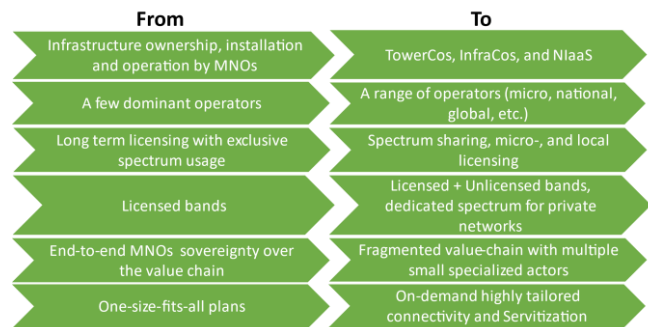 From
To
Infrastructure ownership, installation
and operation by MNOs
TowerCos, InfraCos, and NIaaS
A few dominant operators
A range of operators (micro, national,
global, etc.)
Long term licensing with exclusive
spectrum usage
Spectrum sharing, micro-, and local
licensing
Licensed bands
Licensed + Unlicensed bands,
dedicated spectrum for private
networks
End-to-end MNOs sovereignty over
the value chain
Fragmented value-chain with multiple
small specialized actors
One-size-fits-all plans
On-demand highly tailored
connectivity and Servitization